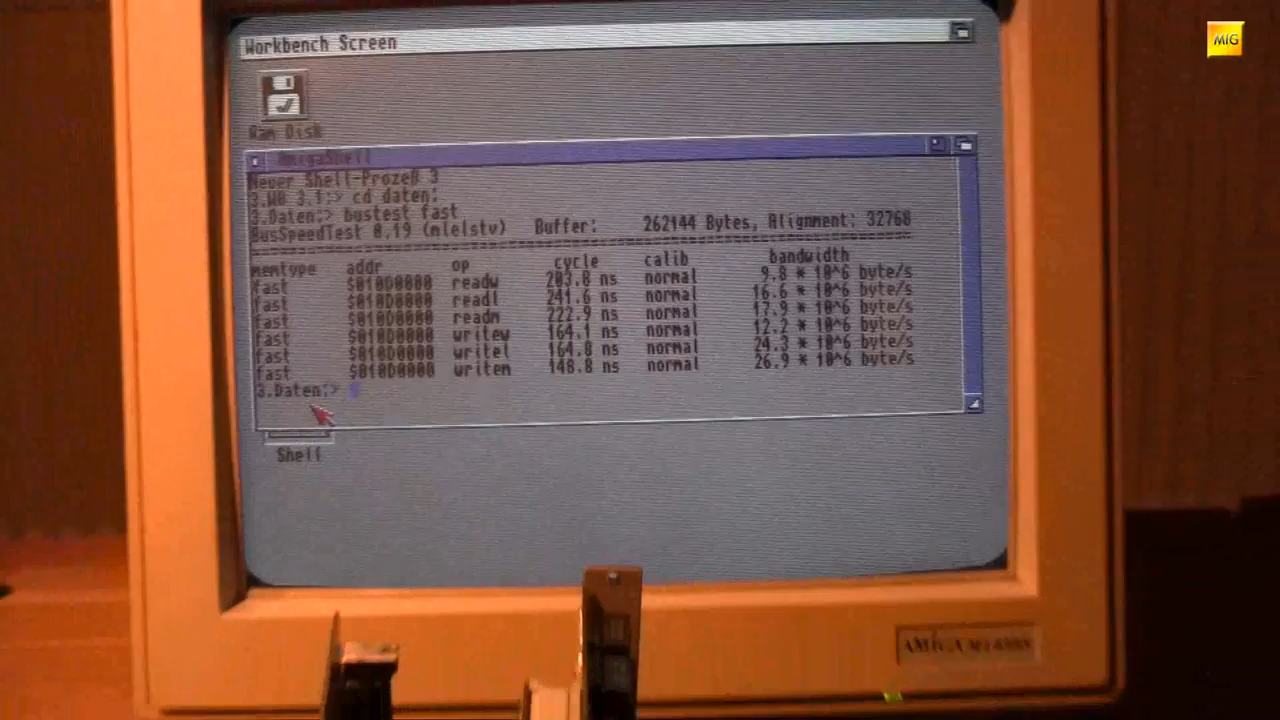 MiG
Workbench Screen
Ram Disk
AmigaShell
Neuer Shell-Prozeß 3
3.WB 3.1:> cd daten:
3.Daten:> bustest fast
BusSpeedTest 0.19 (mlelstv) Buffer: 262144 Bytes, Alignment: 32768
========================================================================
memtype addr op cycle calib bandwidth
fast $010D0000 readw 203.8 ns normal 9.8 * 10^6 byte/s
fast $010D0000 readl 241.6 ns normal 16.6 * 10^6 byte/s
fast $010D0000 readm 222.9 ns normal 17.9 * 10^6 byte/s
fast $010D0000 writew 164.1 ns normal 12.2 * 10^6 byte/s
fast $010D0000 writel 164.8 ns normal 24.3 * 10^6 byte/s
fast $010D0000 writem 148.8 ns normal 26.9 * 10^6 byte/s
3.Daten:>
Shell
AMIGA